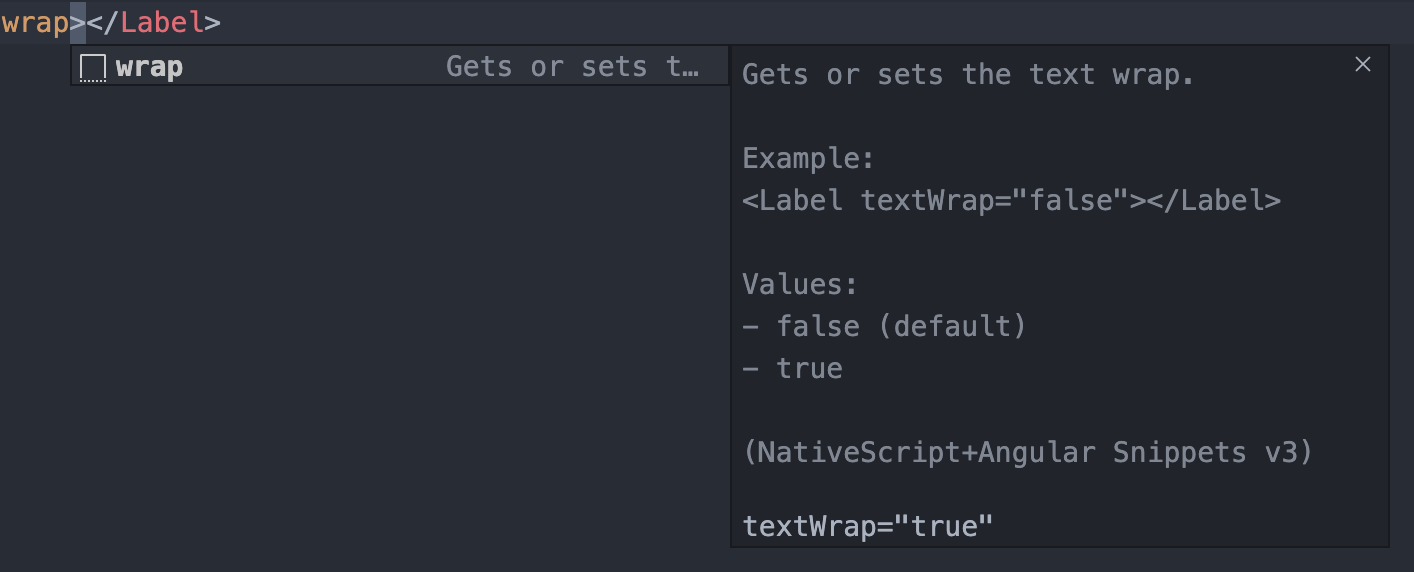 wrap></Label>
wrap Gets or sets t…
Gets or sets the text wrap.
Example:
<Label textWrap="false"></Label>
Values:
- false (default)
- true
(NativeScript+Angular Snippets v3)
textWrap="true"